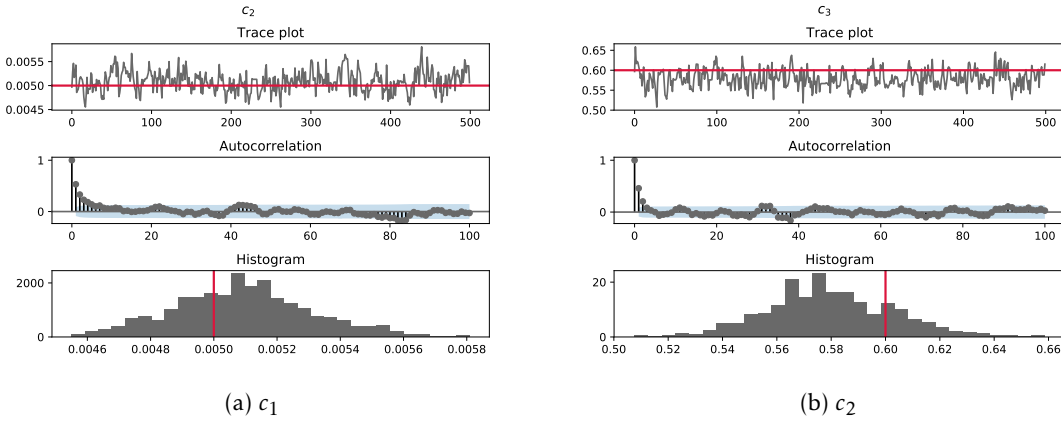 c₂
Trace plot
0.0055
0.0050
0.0045
0 100 200 300 400 500
Autocorrelation
1
0
0 20 40 60 80 100
Histogram
2000
0
0.0046 0.0048 0.0050 0.0052 0.0054 0.0056 0.0058
(a) c₁
c₃
Trace plot
0.65
0.60
0.55
0.50
0 100 200 300 400 500
Autocorrelation
1
0
0 20 40 60 80 100
Histogram
20
0
0.50 0.52 0.54 0.56 0.58 0.60 0.62 0.64 0.66
(b) c₂